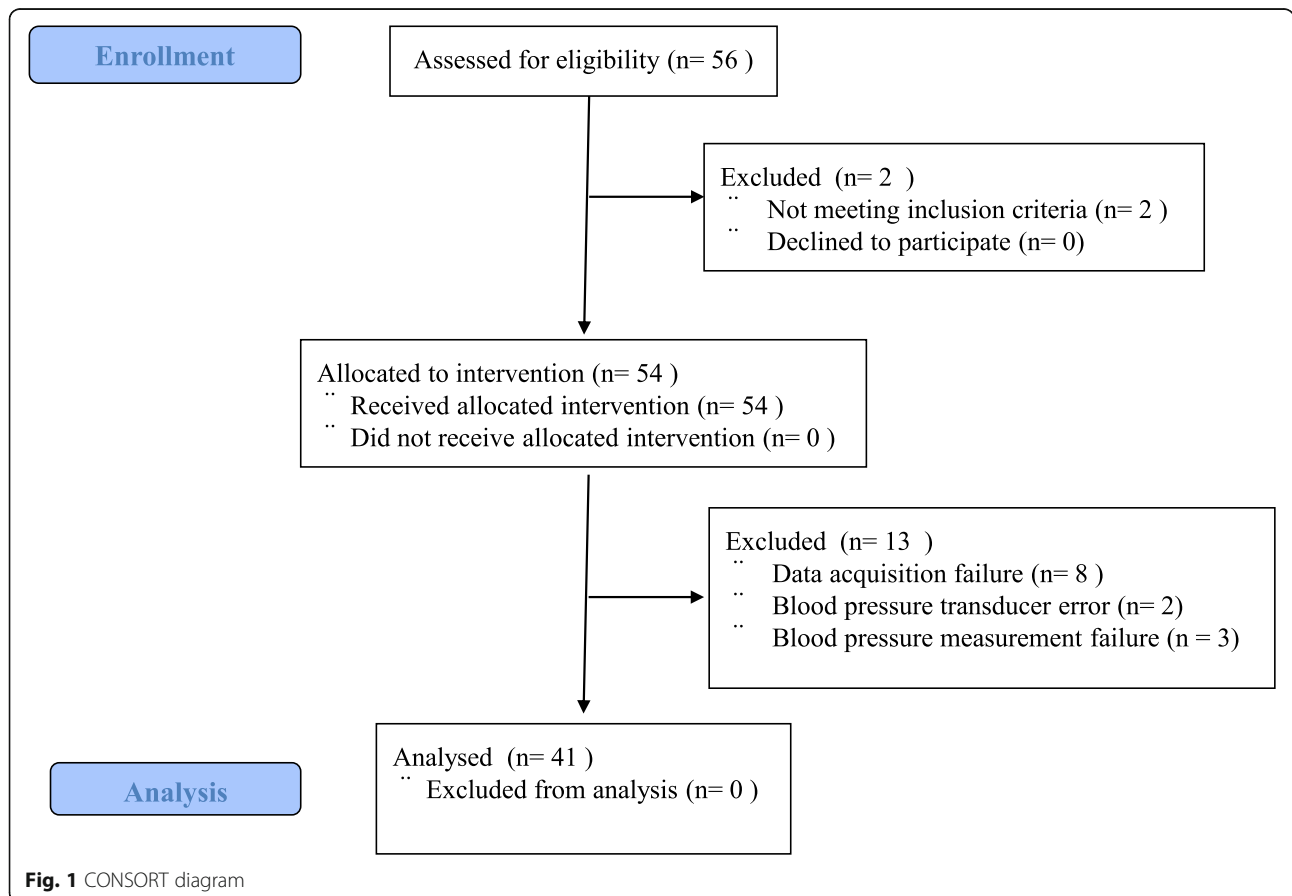 Enrollment
Assessed for eligibility (n= 56 )
Excluded (n= 2 )
¨ Not meeting inclusion criteria (n= 2 )
¨ Declined to participate (n= 0)
Allocated to intervention (n= 54 )
¨ Received allocated intervention (n= 54 )
¨ Did not receive allocated intervention (n= 0 )
Excluded (n= 13 )
¨ Data acquisition failure (n= 8 )
¨ Blood pressure transducer error (n= 2)
¨ Blood pressure measurement failure (n = 3)
Analysed (n= 41 )
¨ Excluded from analysis (n= 0 )
Analysis
Fig. 1 CONSORT diagram